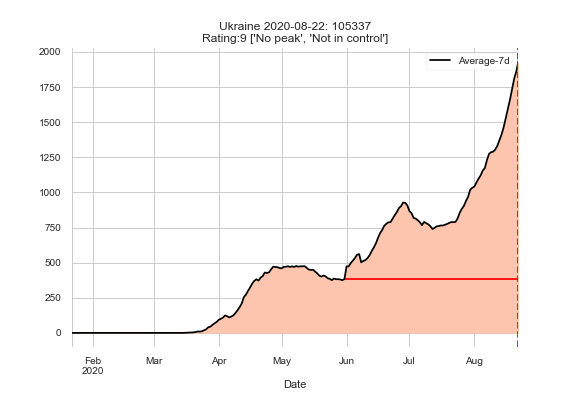 Ukraine 2020-08-22: 105337
Rating:9 ['No peak', 'Not in control']
2000
1750
1500
1250
1000
750
500
250
0
Average-7d
Feb Mar Apr May Jun Jul Aug
2020
Date